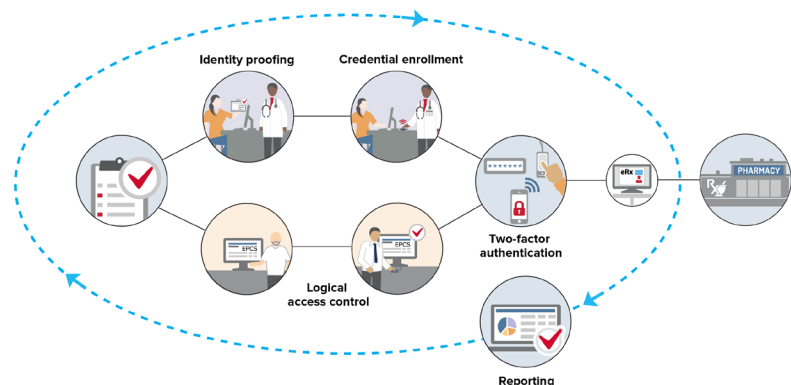 Identity proofing
Credential enrollment
eRx
PHARMACY
Rx
EPCS
EPCS
Two-factor
authentication
Logical
access control
Reporting